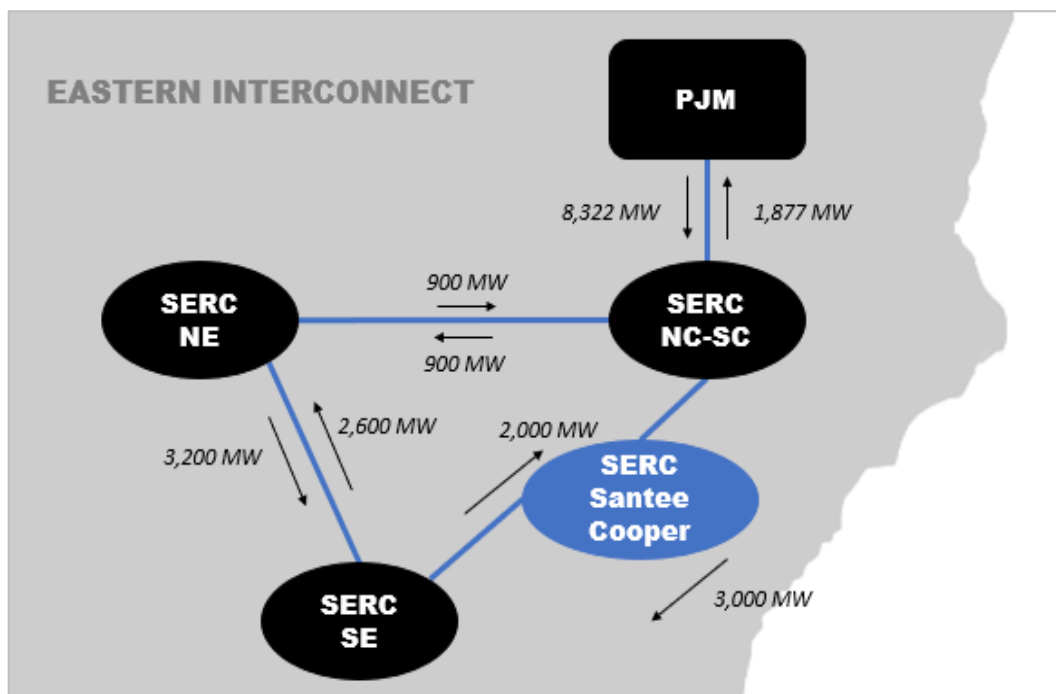 EASTERN INTERCONNECT
PJM
8,322 MW
1,877 MW
SERC
NE
900 MW
900 MW
SERC
NC-SC
3,200 MW
2,600 MW
2,000 MW
SERC
Santee
Cooper
3,000 MW
SERC
SE